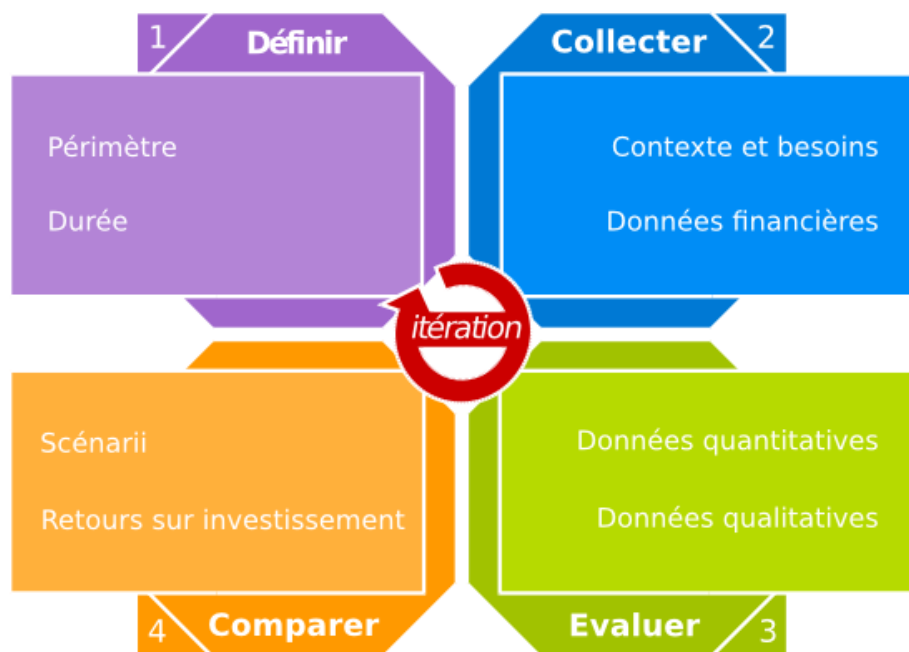 1
Définir
Périmètre
Durée
Collecter
2
Contexte et besoins
Données financières
itération
Données quantitatives
Données qualitatives
Evaluer
3
Scénarii
Retours sur investissement
4
Comparer